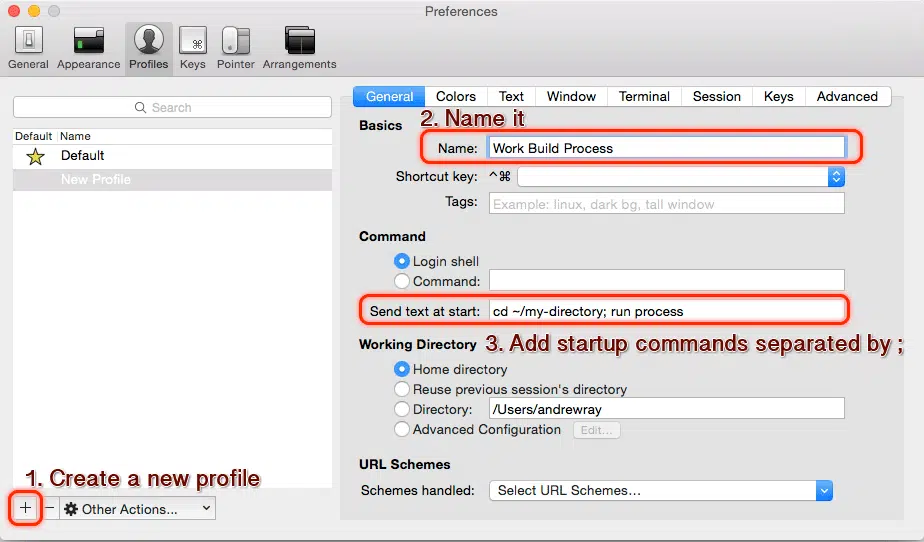 Preferences
General Appearance Profiles Keys Pointer Arrangements
Search
Default Name
Default
New Profile
1. Create a new profile
+ − Other Actions...
General Colors Text Window Terminal Session Keys Advanced
2. Name it
Basics
Name: Work Build Process
Shortcut key: ^⌘
Tags: Example: linux, dark bg, tall window
Command
Login shell
Command:
Send text at start: cd ~/my-directory; run process
3. Add startup commands separated by ;
Working Directory
Home directory
Reuse previous session's directory
Directory: /Users/andrewray
Advanced Configuration Edit...
URL Schemes
Schemes handled: Select URL Schemes...